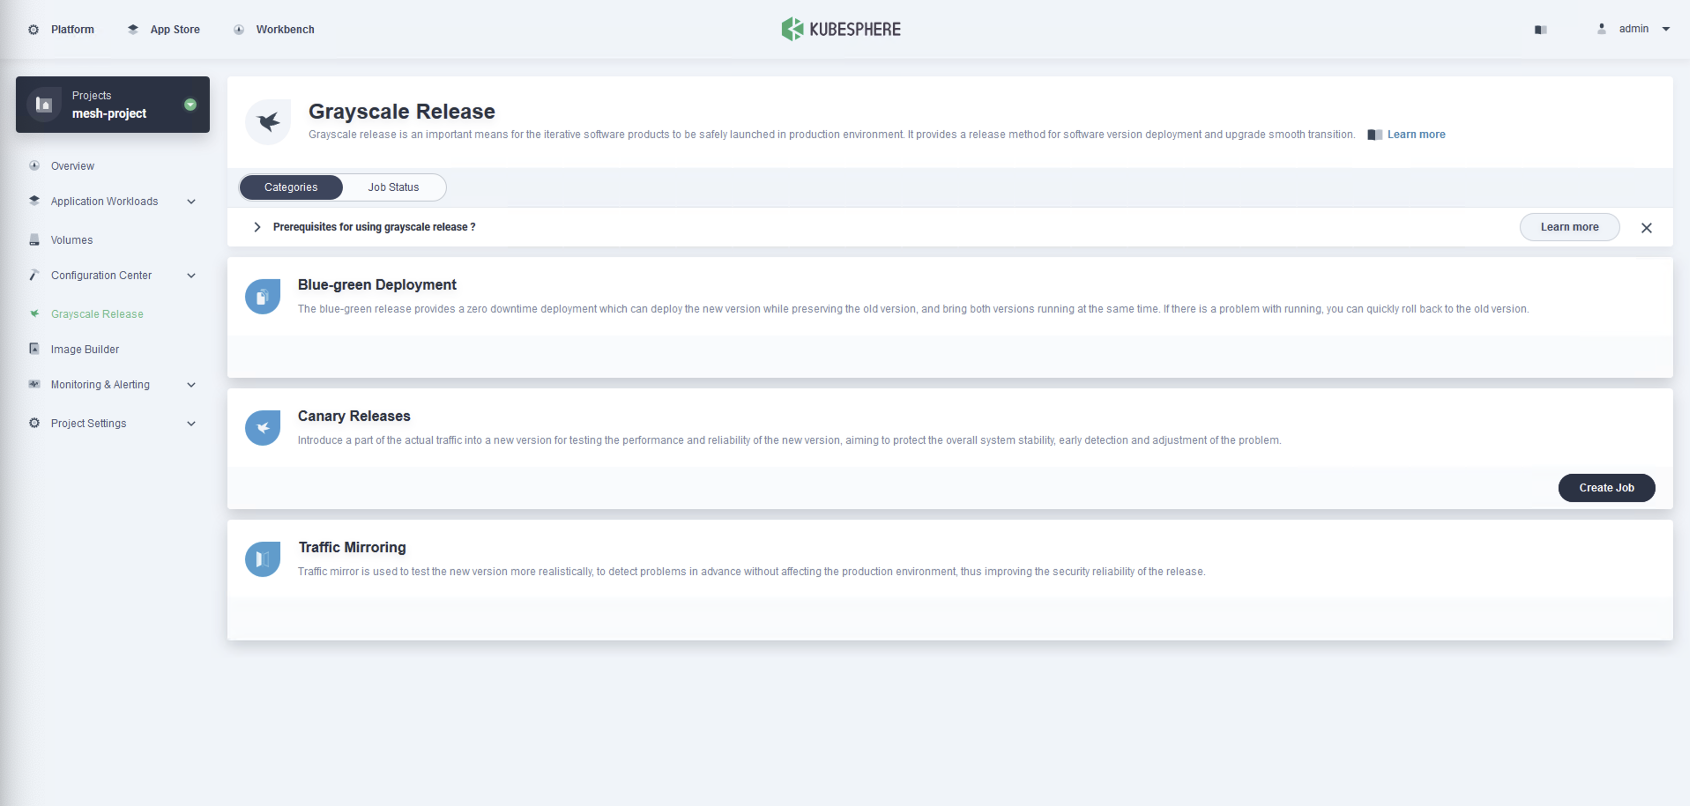 Platform
App Store
Workbench
KUBESPHERE
admin
Projects
mesh-project
Overview
Application Workloads
Volumes
Configuration Center
Grayscale Release
Image Builder
Monitoring & Alerting
Project Settings
Grayscale Release
Grayscale release is an important means for the iterative software products to be safely launched in production environment. It provides a release method for software version deployment and upgrade smooth transition. Learn more
Categories
Job Status
Prerequisites for using grayscale release ?
Learn more
Blue-green Deployment
The blue-green release provides a zero downtime deployment which can deploy the new version while preserving the old version, and bring both versions running at the same time. If there is a problem with running, you can quickly roll back to the old version.
Canary Releases
Introduce a part of the actual traffic into a new version for testing the performance and reliability of the new version, aiming to protect the overall system stability, early detection and adjustment of the problem.
Create Job
Traffic Mirroring
Traffic mirror is used to test the new version more realistically, to detect problems in advance without affecting the production environment, thus improving the security reliability of the release.